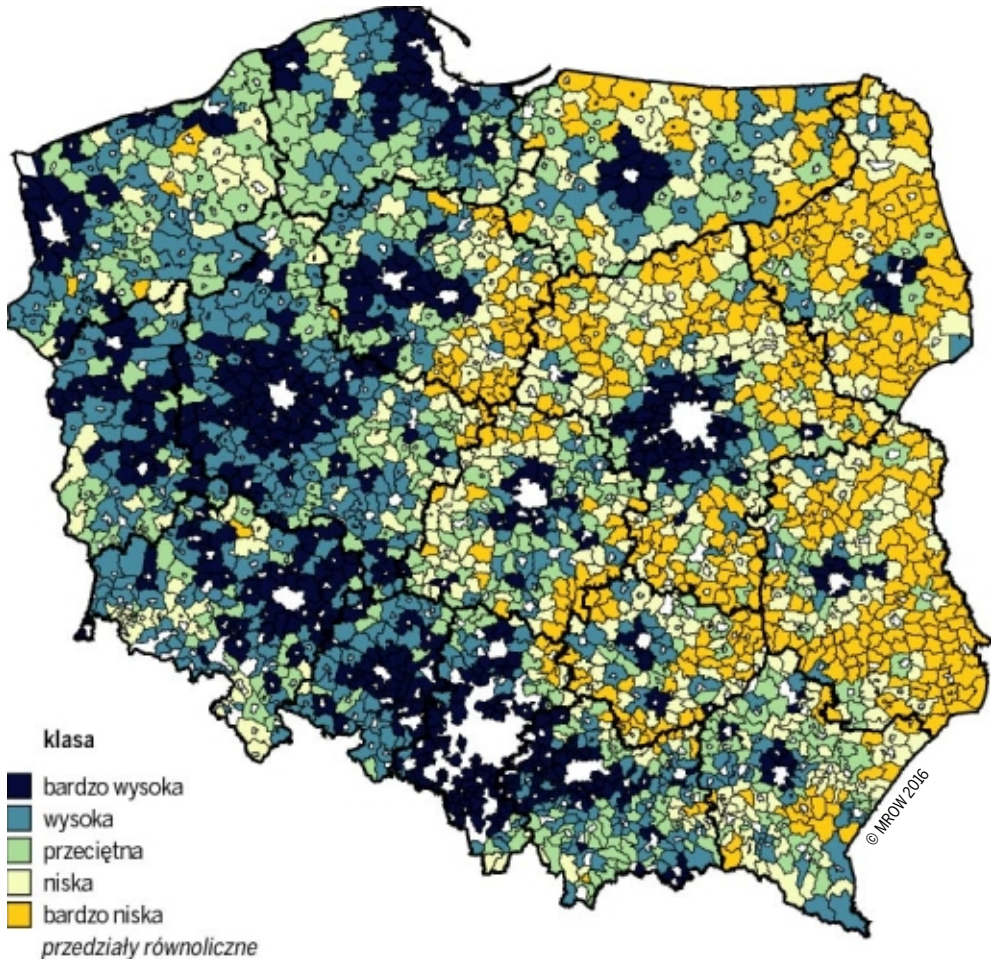 klasa
bardzo wysoka
wysoka
przeciętna
niska
bardzo niska
przedziały równoliczne
© MROW 2016